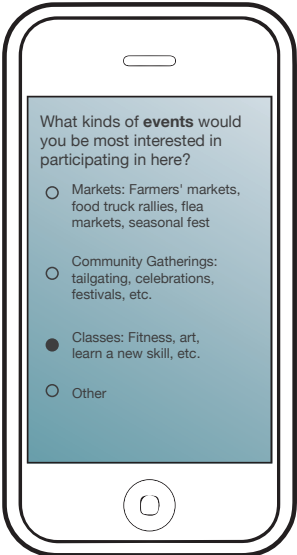 What kinds of events would
you be most interested in
participating in here?
Markets: Farmers' markets,
food truck rallies, flea
markets, seasonal fest
Community Gatherings:
tailgating, celebrations,
festivals, etc.
Classes: Fitness, art,
learn a new skill, etc.
Other